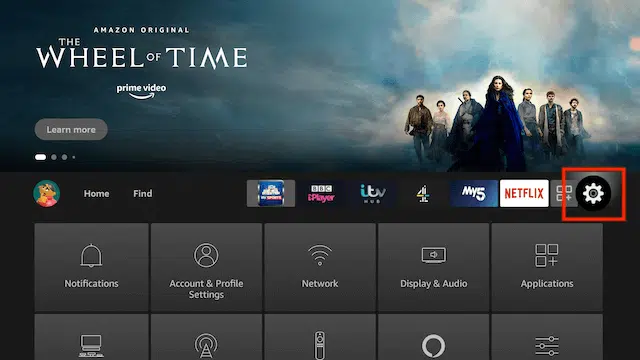 AMAZON ORIGINAL
THE
WHEEL OF TIME
prime video
Learn more
Home
Find
BBC
iPlayer
itv
HUB
4
My5
NETFLIX
Notifications
Account & Profile
Settings
Network
Display & Audio
Applications